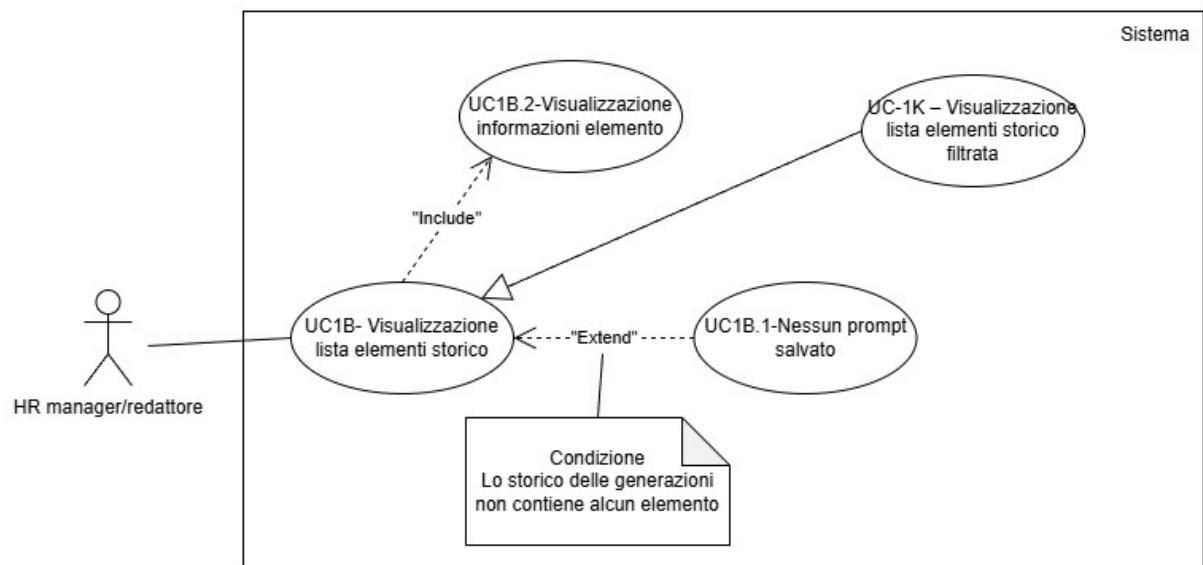 Sistema
UC1B.2-Visualizzazione
informazioni elemento
UC-1K – Visualizzazione
lista elementi storico
filtrata
"Include"
UC1B- Visualizzazione
lista elementi storico
"Extend"
UC1B.1-Nessun prompt
salvato
HR manager/redattore
Condizione
Lo storico delle generazioni
non contiene alcun elemento